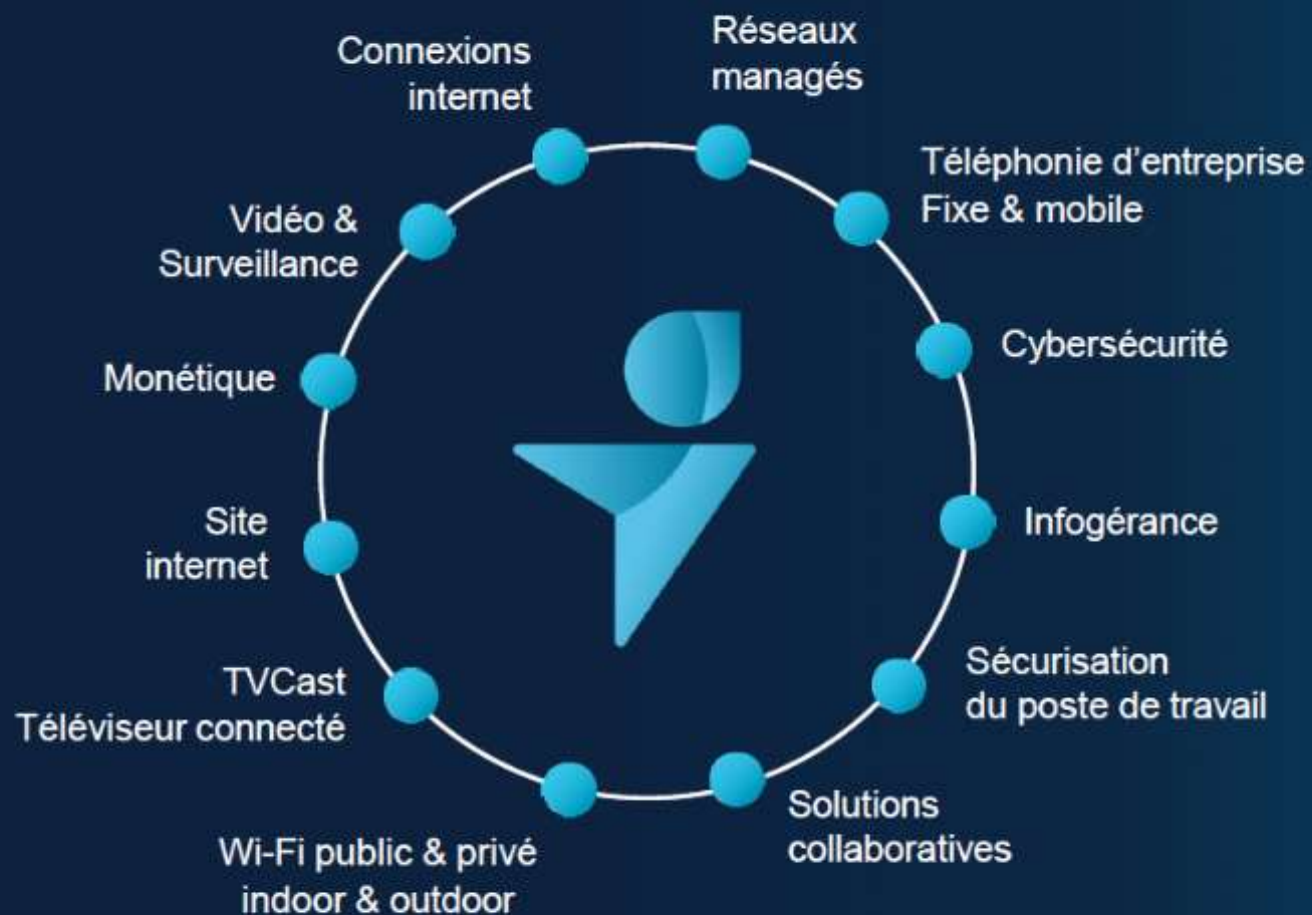 Connexions
internet
Réseaux
managés
Téléphonie d'entreprise
Fixe & mobile
Cybersécurité
Infogérance
Sécurisation
du poste de travail
Solutions
collaboratives
Wi-Fi public & privé
indoor & outdoor
TVCast
Téléviseur connecté
Site
internet
Monétique
Vidéo &
Surveillance